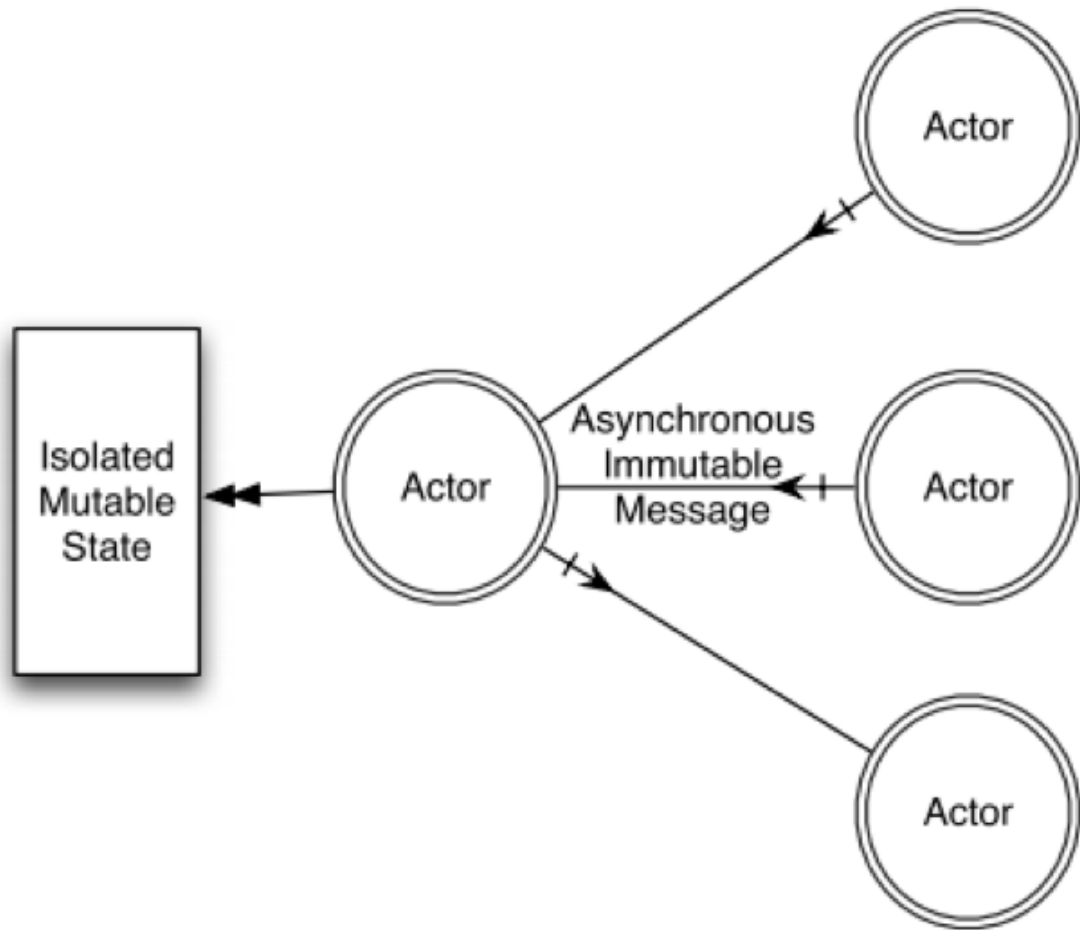 Actor
Isolated
Mutable
State
Actor
Asynchronous
Immutable
Message
Actor
Actor